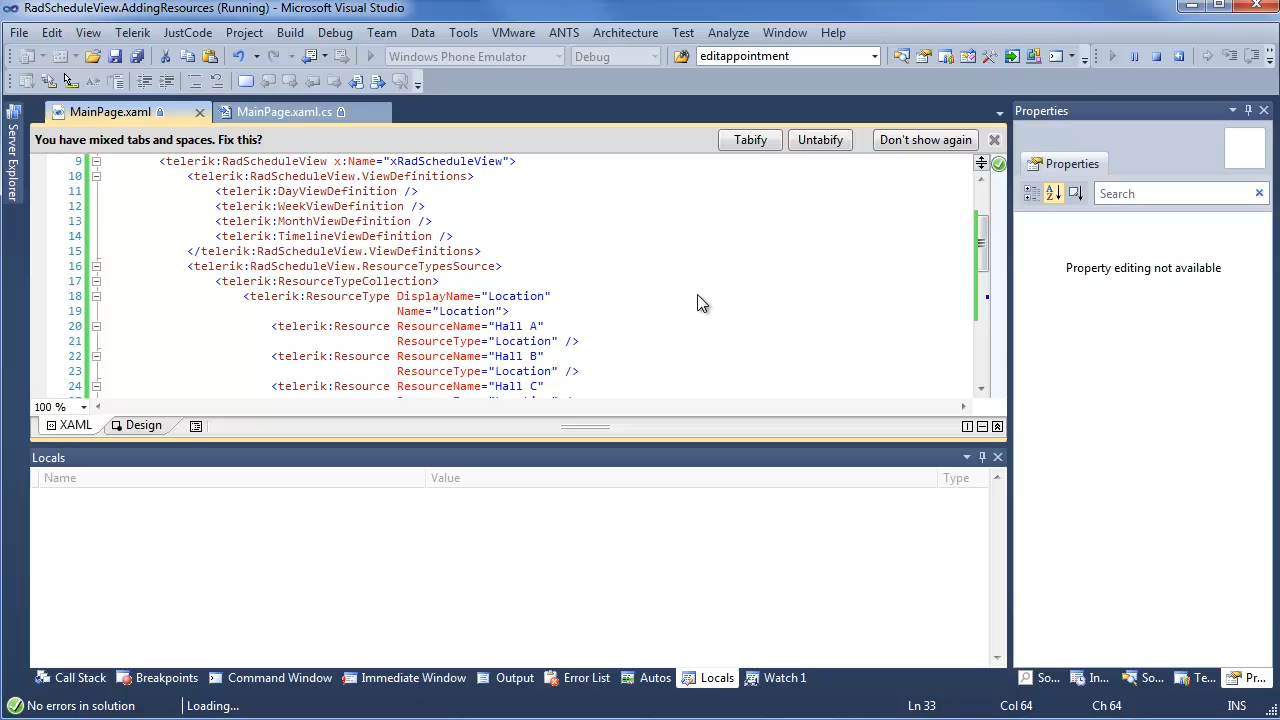 RadScheduleView.AddingResources (Running) - Microsoft Visual Studio
File Edit View Telerik JustCode Project Build Debug Team Data Tools VMware ANTS Architecture Test Analyze Window Help
Windows Phone Emulator Debug editappointment
MainPage.xaml MainPage.xaml.cs
Properties
You have mixed tabs and spaces. Fix this? Tabify Untabify Don't show again
Properties
Search
Property editing not available
Server Explorer
9 <telerik:RadScheduleView x:Name="xRadScheduleView">
10 <telerik:RadScheduleView.ViewDefinitions>
11 <telerik:DayViewDefinition />
12 <telerik:WeekViewDefinition />
13 <telerik:MonthViewDefinition />
14 <telerik:TimelineViewDefinition />
15 </telerik:RadScheduleView.ViewDefinitions>
16 <telerik:RadScheduleView.ResourceTypesSource>
17 <telerik:ResourceTypeCollection>
18 <telerik:ResourceType DisplayName="Location"
19 Name="Location">
20 <telerik:Resource ResourceName="Hall A"
21 ResourceType="Location" />
22 <telerik:Resource ResourceName="Hall B"
23 ResourceType="Location" />
24 <telerik:Resource ResourceName="Hall C"
100 %
XAML Design
Locals
Name Value Type
Call Stack Breakpoints Command Window Immediate Window Output Error List Autos Locals Watch 1
So... In... So... Te... Pr...
No errors in solution Loading... Ln 33 Col 64 Ch 64 INS